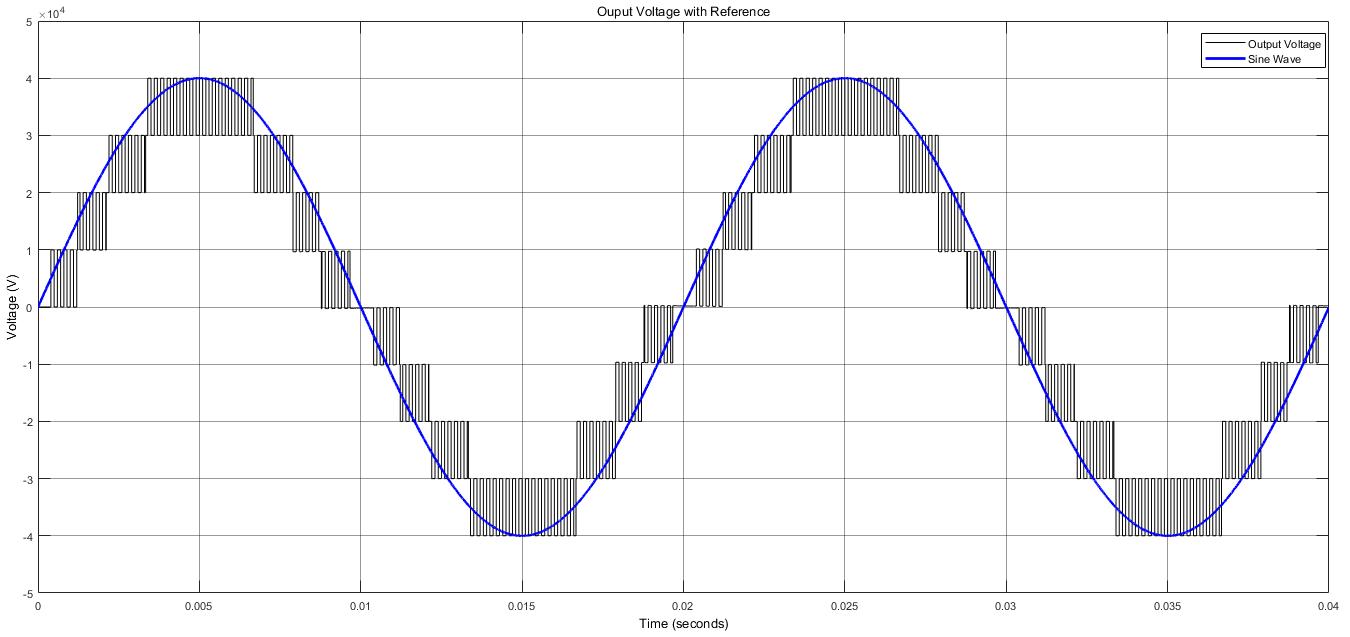 Ouput Voltage with Reference
×10⁴
Output Voltage
Sine Wave
5
4
3
2
1
0
-1
-2
-3
-4
-5
Voltage (V)
0 0.005 0.01 0.015 0.02 0.025 0.03 0.035 0.04
Time (seconds)